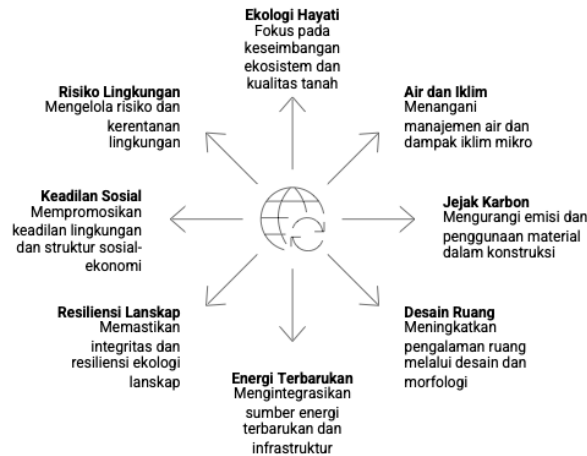 Ekologi Hayati
Fokus pada
keseimbangan
ekosistem dan
kualitas tanah
Risiko Lingkungan
Mengelola risiko dan
kerentanan
lingkungan
Air dan Iklim
Menangani
manajemen air dan
dampak iklim mikro
Keadilan Sosial
Mempromosikan
keadilan lingkungan
dan struktur sosial-
ekonomi
Jejak Karbon
Mengurangi emisi dan
penggunaan material
dalam konstruksi
Resiliensi Lanskap
Memastikan
integritas dan
resiliensi ekologi
lanskap
Desain Ruang
Meningkatkan
pengalaman ruang
melalui desain dan
morfologi
Energi Terbarukan
Mengintegrasikan
sumber energi
terbarukan dan
infrastruktur